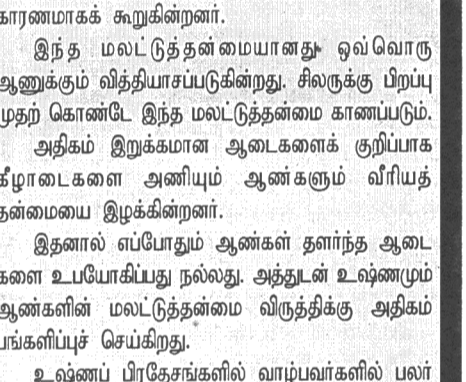 காரணமாகக் கூறுகின்றனர்.
இந்த மலட்டுத்தன்மையானது ஒவ்வொரு
ஆணுக்கும் வித்தியாசப்படுகின்றது. சிலருக்கு பிறப்பு
முதற் கொண்டே இந்த மலட்டுத்தன்மை காணப்படும்.
அதிகம் இறுக்கமான ஆடைகளைக் குறிப்பாக
கீழாடைகளை அணியும் ஆண்களும் வீரியத்
தன்மையை இழக்கின்றனர்.
இதனால் எப்போதும் ஆண்கள் தளர்ந்த ஆடை
களை உபயோகிப்பது நல்லது. அத்துடன் உஷ்ணமும்
ஆண்களின் மலட்டுத்தன்மை விருத்திக்கு அதிகம்
பங்களிப்புச் செய்கிறது.
உஷ்ணப் பிரதேசங்களில் வாழ்பவர்களில் பலர்